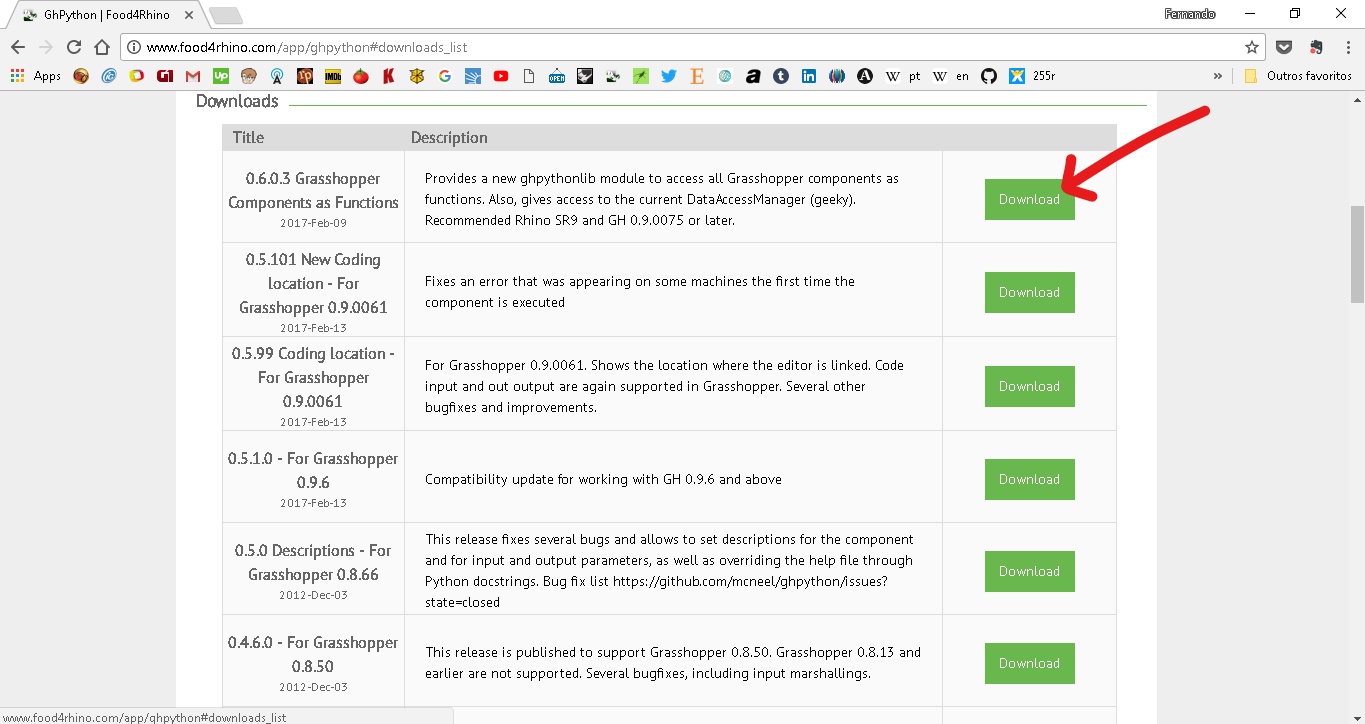 GhPython | Food4Rhino
Fernando
www.food4rhino.com/app/ghpython#downloads_list
Apps
G1
Up
IMDb
K
G
OPEN
E
a
t
in
A
W pt
W en
255r
»
Outros favoritos
Downloads
Title Description
0.6.0.3 Grasshopper
Components as Functions
2017-Feb-09
Provides a new ghpythonlib module to access all Grasshopper components as
functions. Also, gives access to the current DataAccessManager (geeky).
Recommended Rhino SR9 and GH 0.9.0075 or later.
Download
0.5.101 New Coding
location - For
Grasshopper 0.9.0061
2017-Feb-13
Fixes an error that was appearing on some machines the first time the
component is executed
Download
0.5.99 Coding location -
For Grasshopper
0.9.0061
2017-Feb-13
For Grasshopper 0.9.0061. Shows the location where the editor is linked. Code
input and out output are again supported in Grasshopper. Several other
bugfixes and improvements.
Download
0.5.1.0 - For Grasshopper
0.9.6
2017-Feb-13
Compatibility update for working with GH 0.9.6 and above
Download
0.5.0 Descriptions - For
Grasshopper 0.8.66
2012-Dec-03
This release fixes several bugs and allows to set descriptions for the component
and for input and output parameters, as well as overriding the help file through
Python docstrings. Bug fix list https://github.com/mcneel/ghpython/issues?
state=closed
Download
0.4.6.0 - For Grasshopper
0.8.50
2012-Dec-03
This release is published to support Grasshopper 0.8.50. Grasshopper 0.8.13 and
earlier are not supported. Several bugfixes, including input marshallings.
Download
www.food4rhino.com/app/ghpython#downloads_list